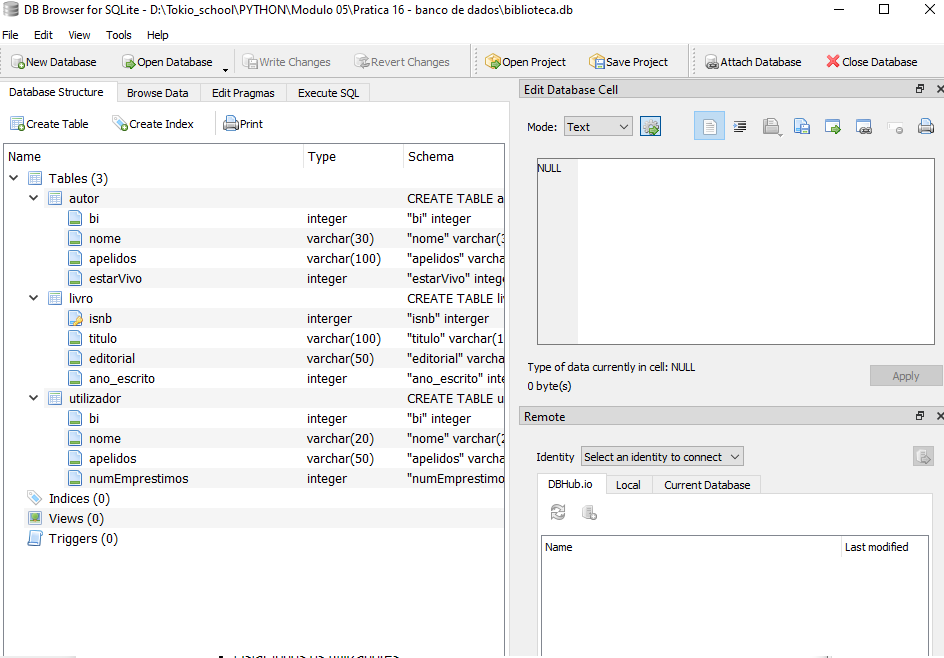 DB Browser for SQLite - D:\Tokio_school\PYTHON\Modulo 05\Pratica 16 - banco de dados\biblioteca.db
File Edit View Tools Help
New Database Open Database Write Changes Revert Changes Open Project Save Project Attach Database Close Database
Database Structure Browse Data Edit Pragmas Execute SQL
Create Table Create Index Print
Name Type Schema
Tables (3)
autor CREATE TABLE a
bi integer "bi" integer
nome varchar(30) "nome" varchar(3
apelidos varchar(100) "apelidos" varcha
estarVivo integer "estarVivo" intege
livro CREATE TABLE liv
isnb interger "isnb" interger
titulo varchar(100) "titulo" varchar(1
editorial varchar(50) "editorial" varcha
ano_escrito integer "ano_escrito" inte
utilizador CREATE TABLE u
bi integer "bi" integer
nome varchar(20) "nome" varchar(2
apelidos varchar(50) "apelidos" varcha
numEmprestimos integer "numEmprestimo
Indices (0)
Views (0)
Triggers (0)
Edit Database Cell
Mode: Text
NULL
Type of data currently in cell: NULL
0 byte(s)
Apply
Remote
Identity Select an identity to connect
DBHub.io Local Current Database
Name Last modified